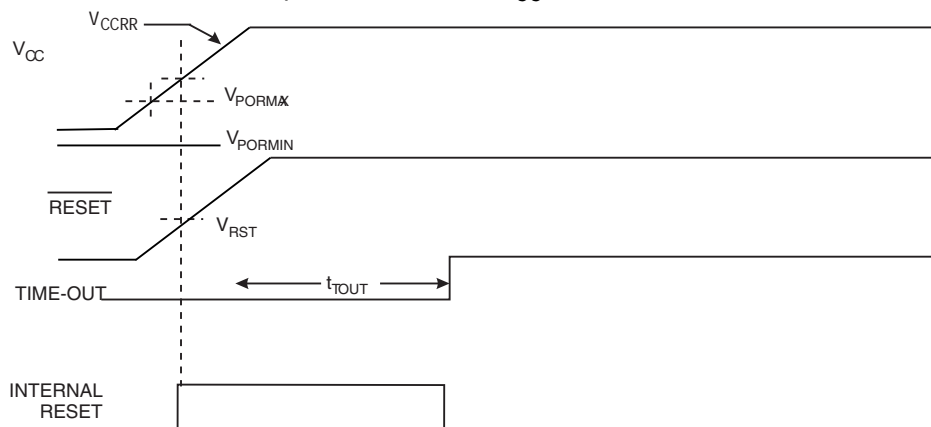 VCCRR
VCC
VPORMAX
VPORMIN
RESET
VRST
TIME-OUT
tTOUT
INTERNAL
RESET